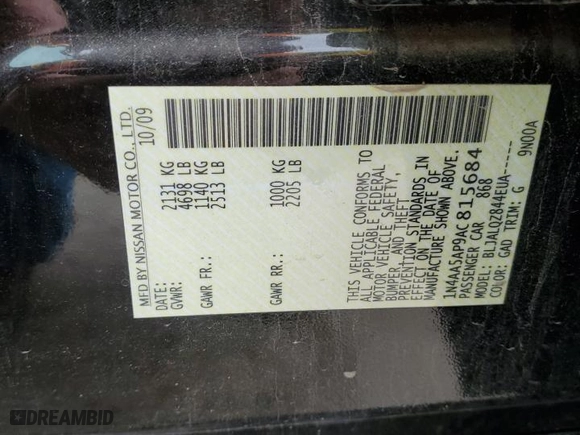 MFD BY NISSAN MOTOR CO., LTD.
DATE: 10/09
GVWR: 2131 KG
4698 LB
GAWR FR.: 1140 KG
2513 LB
GAWR RR.: 1000 KG
2205 LB
THIS VEHICLE CONFORMS TO
ALL APPLICABLE FEDERAL
MOTOR VEHICLE SAFETY,
BUMPER, AND THEFT
PREVENTION STANDARDS IN
EFFECT ON THE DATE OF
MANUFACTURE SHOWN ABOVE.
1N4AA5AP9AC815684
PASSENGER CAR 868
MODEL: BLJALQZ844EUA-----
COLOR: GAD TRIM: G 9N00A
DREAMBID